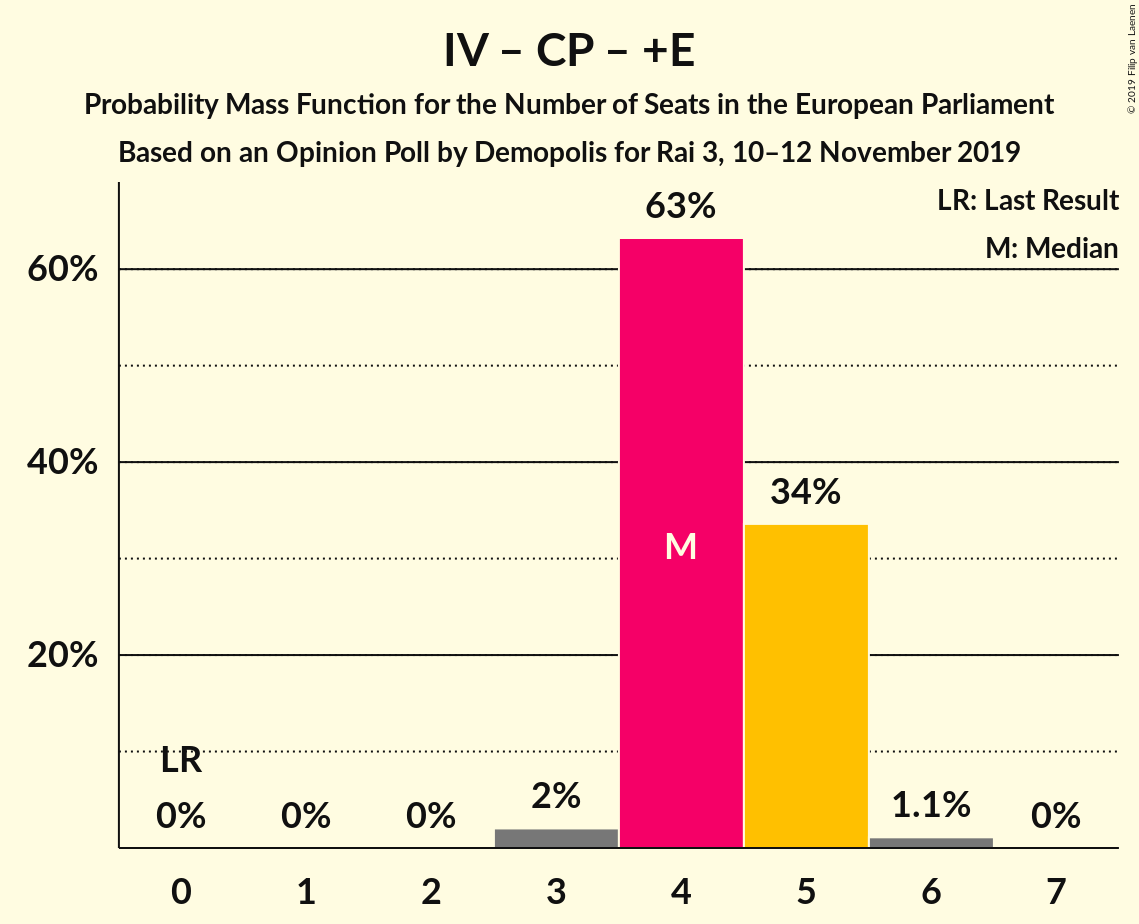 IV – CP – +E
Probability Mass Function for the Number of Seats in the European Parliament
Based on an Opinion Poll by Demopolis for Rai 3, 10–12 November 2019
© 2019 Filip van Laenen
LR: Last Result
M: Median
63%
60%
40%
34%
M
20%
LR
0%
0%
0%
2%
1.1%
0%
0 1 2 3 4 5 6 7